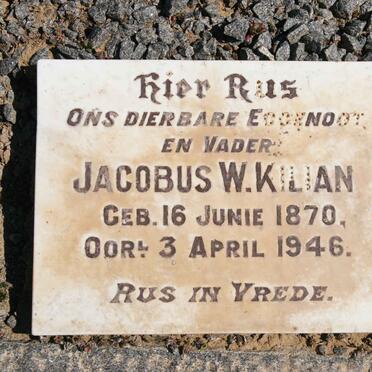 Hier Rus
ONS DIERBARE EGGENOOT
EN VADER
JACOBUS W. KILIAN
GEB. 16 JUNIE 1870.
OORL 3 APRIL 1946.
RUS IN VREDE.